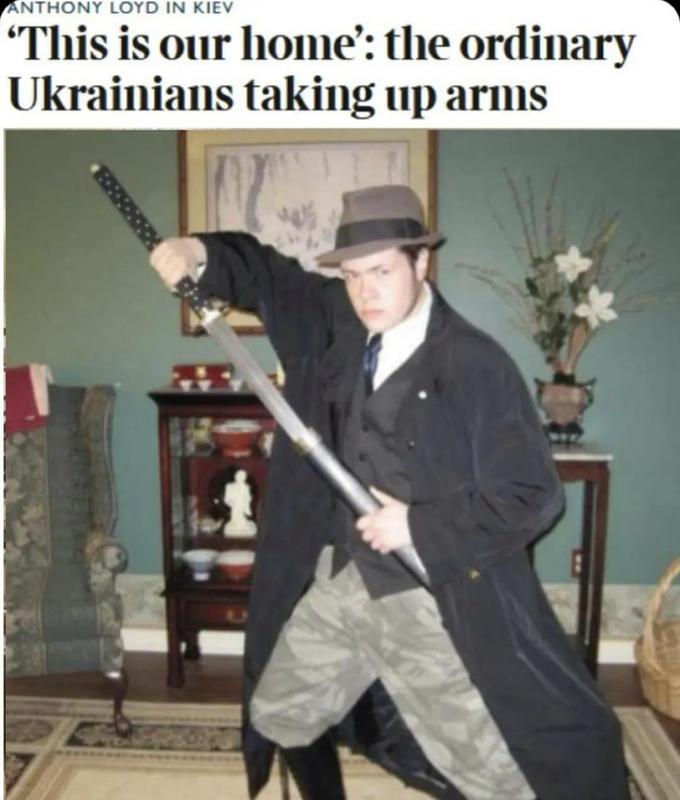 ANTHONY LOYD IN KIEV
‘This is our home’: the ordinary
Ukrainians taking up arms